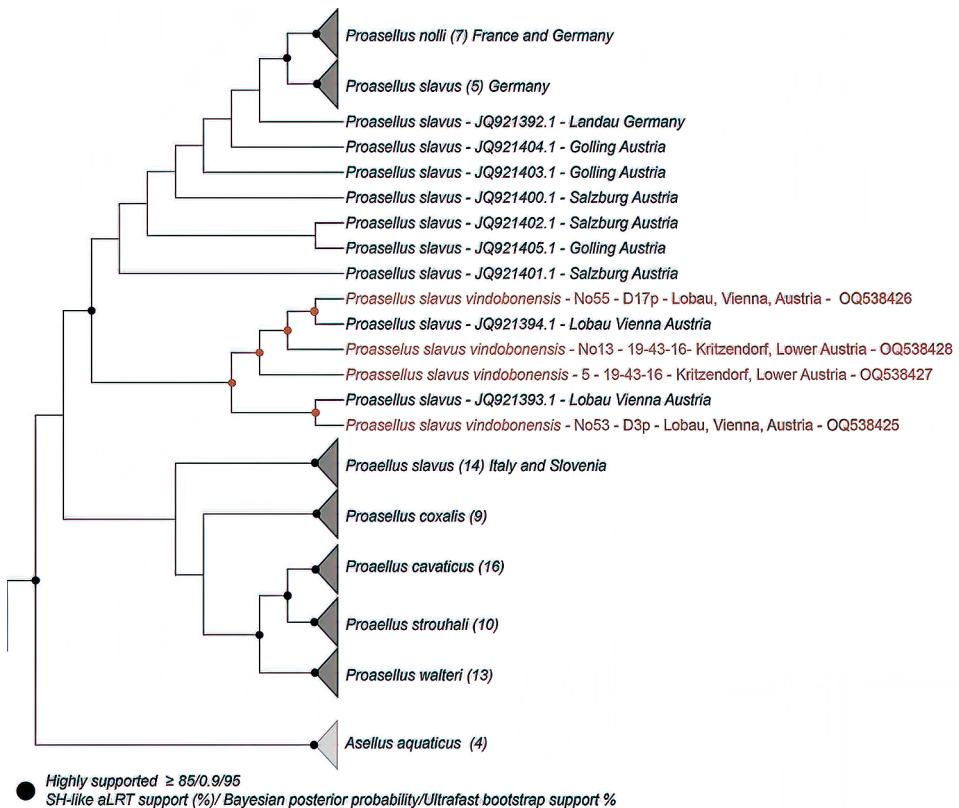 Proasellus nolli (7) France and Germany
Proasellus slavus (5) Germany
Proasellus slavus - JQ921392.1 - Landau Germany
Proasellus slavus - JQ921404.1 - Golling Austria
Proasellus slavus - JQ921403.1 - Golling Austria
Proasellus slavus - JQ921400.1 - Salzburg Austria
Proasellus slavus - JQ921402.1 - Salzburg Austria
Proasellus slavus - JQ921405.1 - Golling Austria
Proasellus slavus - JQ921401.1 - Salzburg Austria
Proasellus slavus vindobonensis - No55 - D17p - Lobau, Vienna, Austria - OQ538426
Proasellus slavus - JQ921394.1 - Lobau Vienna Austria
Proasselus slavus vindobonensis - No13 - 19-43-16- Kritzendorf, Lower Austria - OQ538428
Proassellus slavus vindobonensis - 5 - 19-43-16 - Kritzendorf, Lower Austria - OQ538427
Proasellus slavus - JQ921393.1 - Lobau Vienna Austria
Proasellus slavus vindobonensis - No53 - D3p - Lobau, Vienna, Austria - OQ538425
Proaellus slavus (14) Italy and Slovenia
Proasellus coxalis (9)
Proaellus cavaticus (16)
Proaellus strouhali (10)
Proasellus walteri (13)
Asellus aquaticus (4)
Highly supported ≥ 85/0.9/95
SH-like aLRT support (%)/ Bayesian posterior probability/Ultrafast bootstrap support %